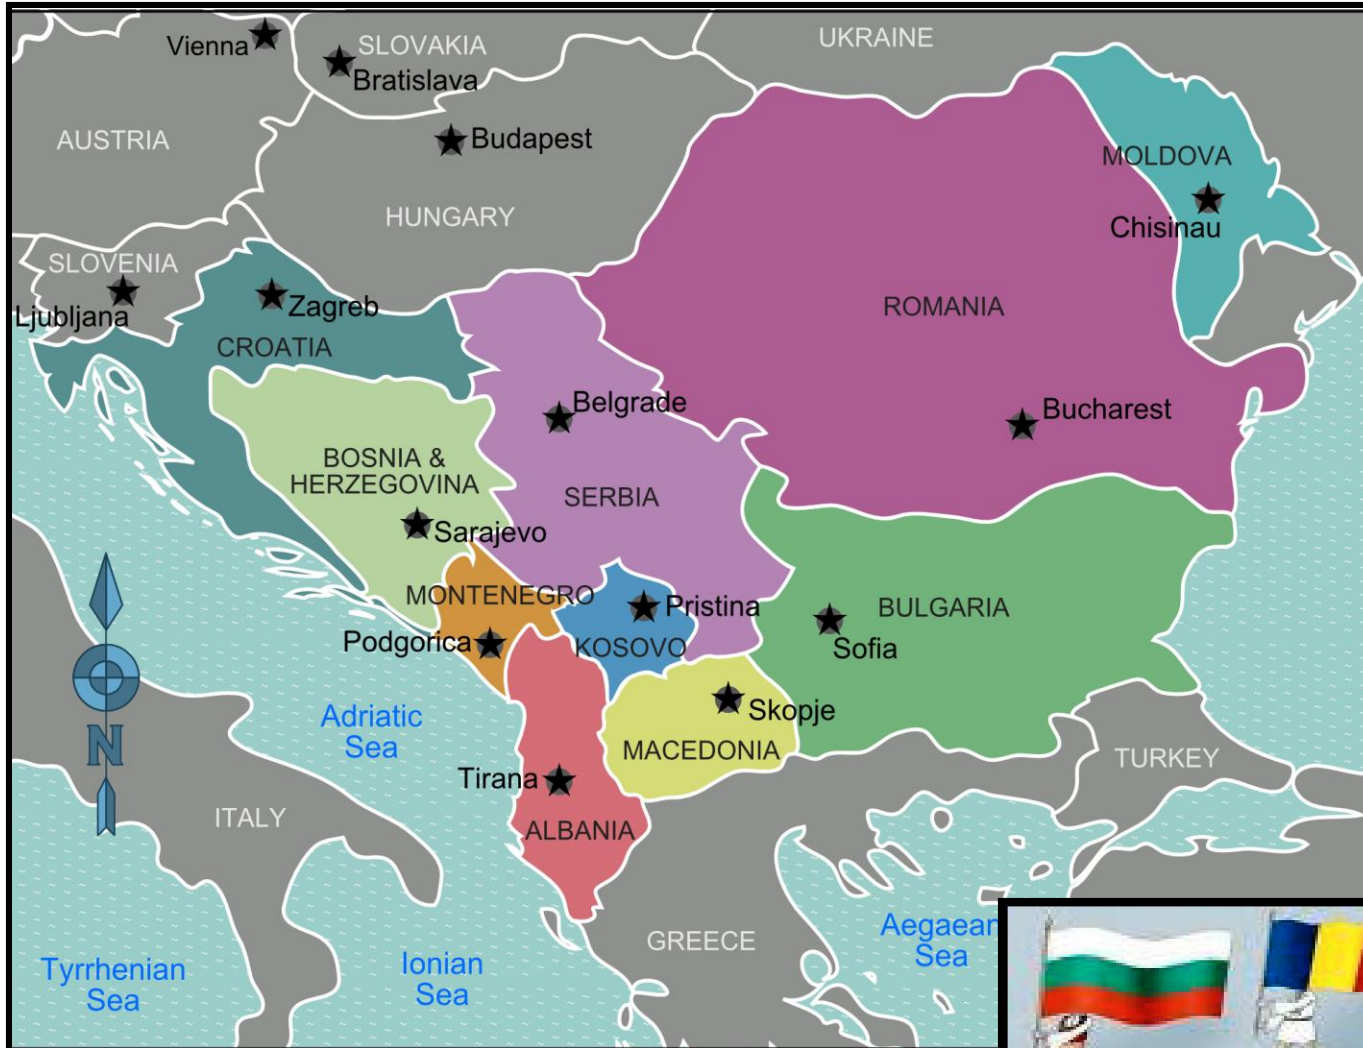 Vienna
SLOVAKIA
Bratislava
UKRAINE
AUSTRIA
Budapest
HUNGARY
MOLDOVA
Chisinau
SLOVENIA
Ljubljana
Zagreb
CROATIA
ROMANIA
Belgrade
Bucharest
BOSNIA &
HERZEGOVINA
SERBIA
Sarajevo
MONTENEGRO
Pristina
BULGARIA
Podgorica
KOSOVO
Sofia
Adriatic
Sea
Skopje
MACEDONIA
TURKEY
N
Tirana
ITALY
ALBANIA
GREECE
Aegaean
Sea
Tyrrhenian
Sea
Ionian
Sea